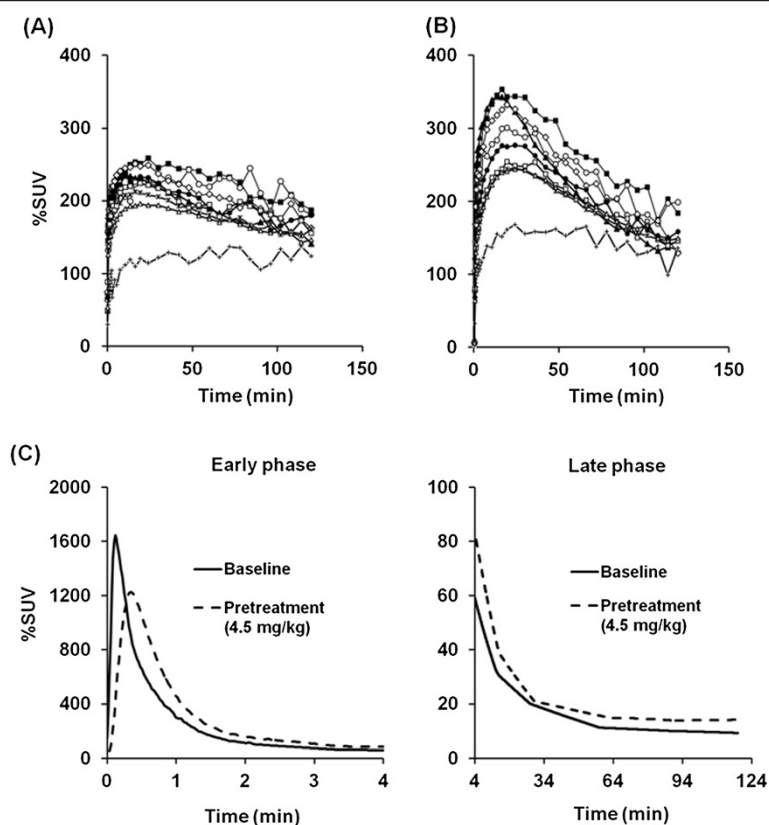 (A)
(B)
400
300
200
100
0
%SUV
0
50
100
150
Time (min)
400
300
200
100
0
0
50
100
150
Time (min)
(C)
Early phase
2000
1600
1200
800
400
0
%SUV
Baseline
Pretreatment
(4.5 mg/kg)
0
1
2
3
4
Time (min)
Late phase
100
80
60
40
20
0
Baseline
Pretreatment
(4.5 mg/kg)
4
34
64
94
124
Time (min)